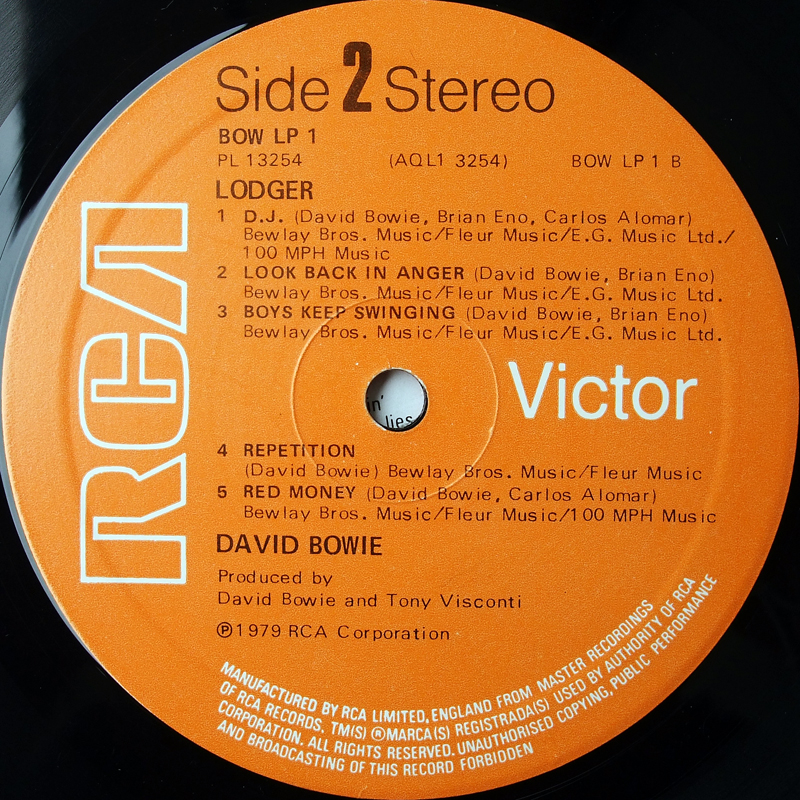 Side 2 Stereo
BOW LP 1
PL 13254 (AQL1 3254) BOW LP 1 B
LODGER
1 D.J. (David Bowie, Brian Eno, Carlos Alomar)
Bewlay Bros. Music/Fleur Music/E.G. Music Ltd./
100 MPH Music
2 LOOK BACK IN ANGER (David Bowie, Brian Eno)
Bewlay Bros. Music/Fleur Music/E.G. Music Ltd.
3 BOYS KEEP SWINGING (David Bowie, Brian Eno)
Bewlay Bros. Music/Fleur Music/E.G. Music Ltd.
RCA
Victor
in'
lies
4 REPETITION
(David Bowie) Bewlay Bros. Music/Fleur Music
5 RED MONEY (David Bowie, Carlos Alomar)
Bewlay Bros. Music/Fleur Music/100 MPH Music
DAVID BOWIE
Produced by
David Bowie and Tony Visconti
℗1979 RCA Corporation
MANUFACTURED BY RCA LIMITED, ENGLAND FROM MASTER RECORDINGS
OF RCA RECORDS. TM(S) ®MARCA(S) REGISTRADA(S) USED BY AUTHORITY OF RCA
CORPORATION. ALL RIGHTS RESERVED. UNAUTHORISED COPYING, PUBLIC PERFORMANCE
AND BROADCASTING OF THIS RECORD FORBIDDEN